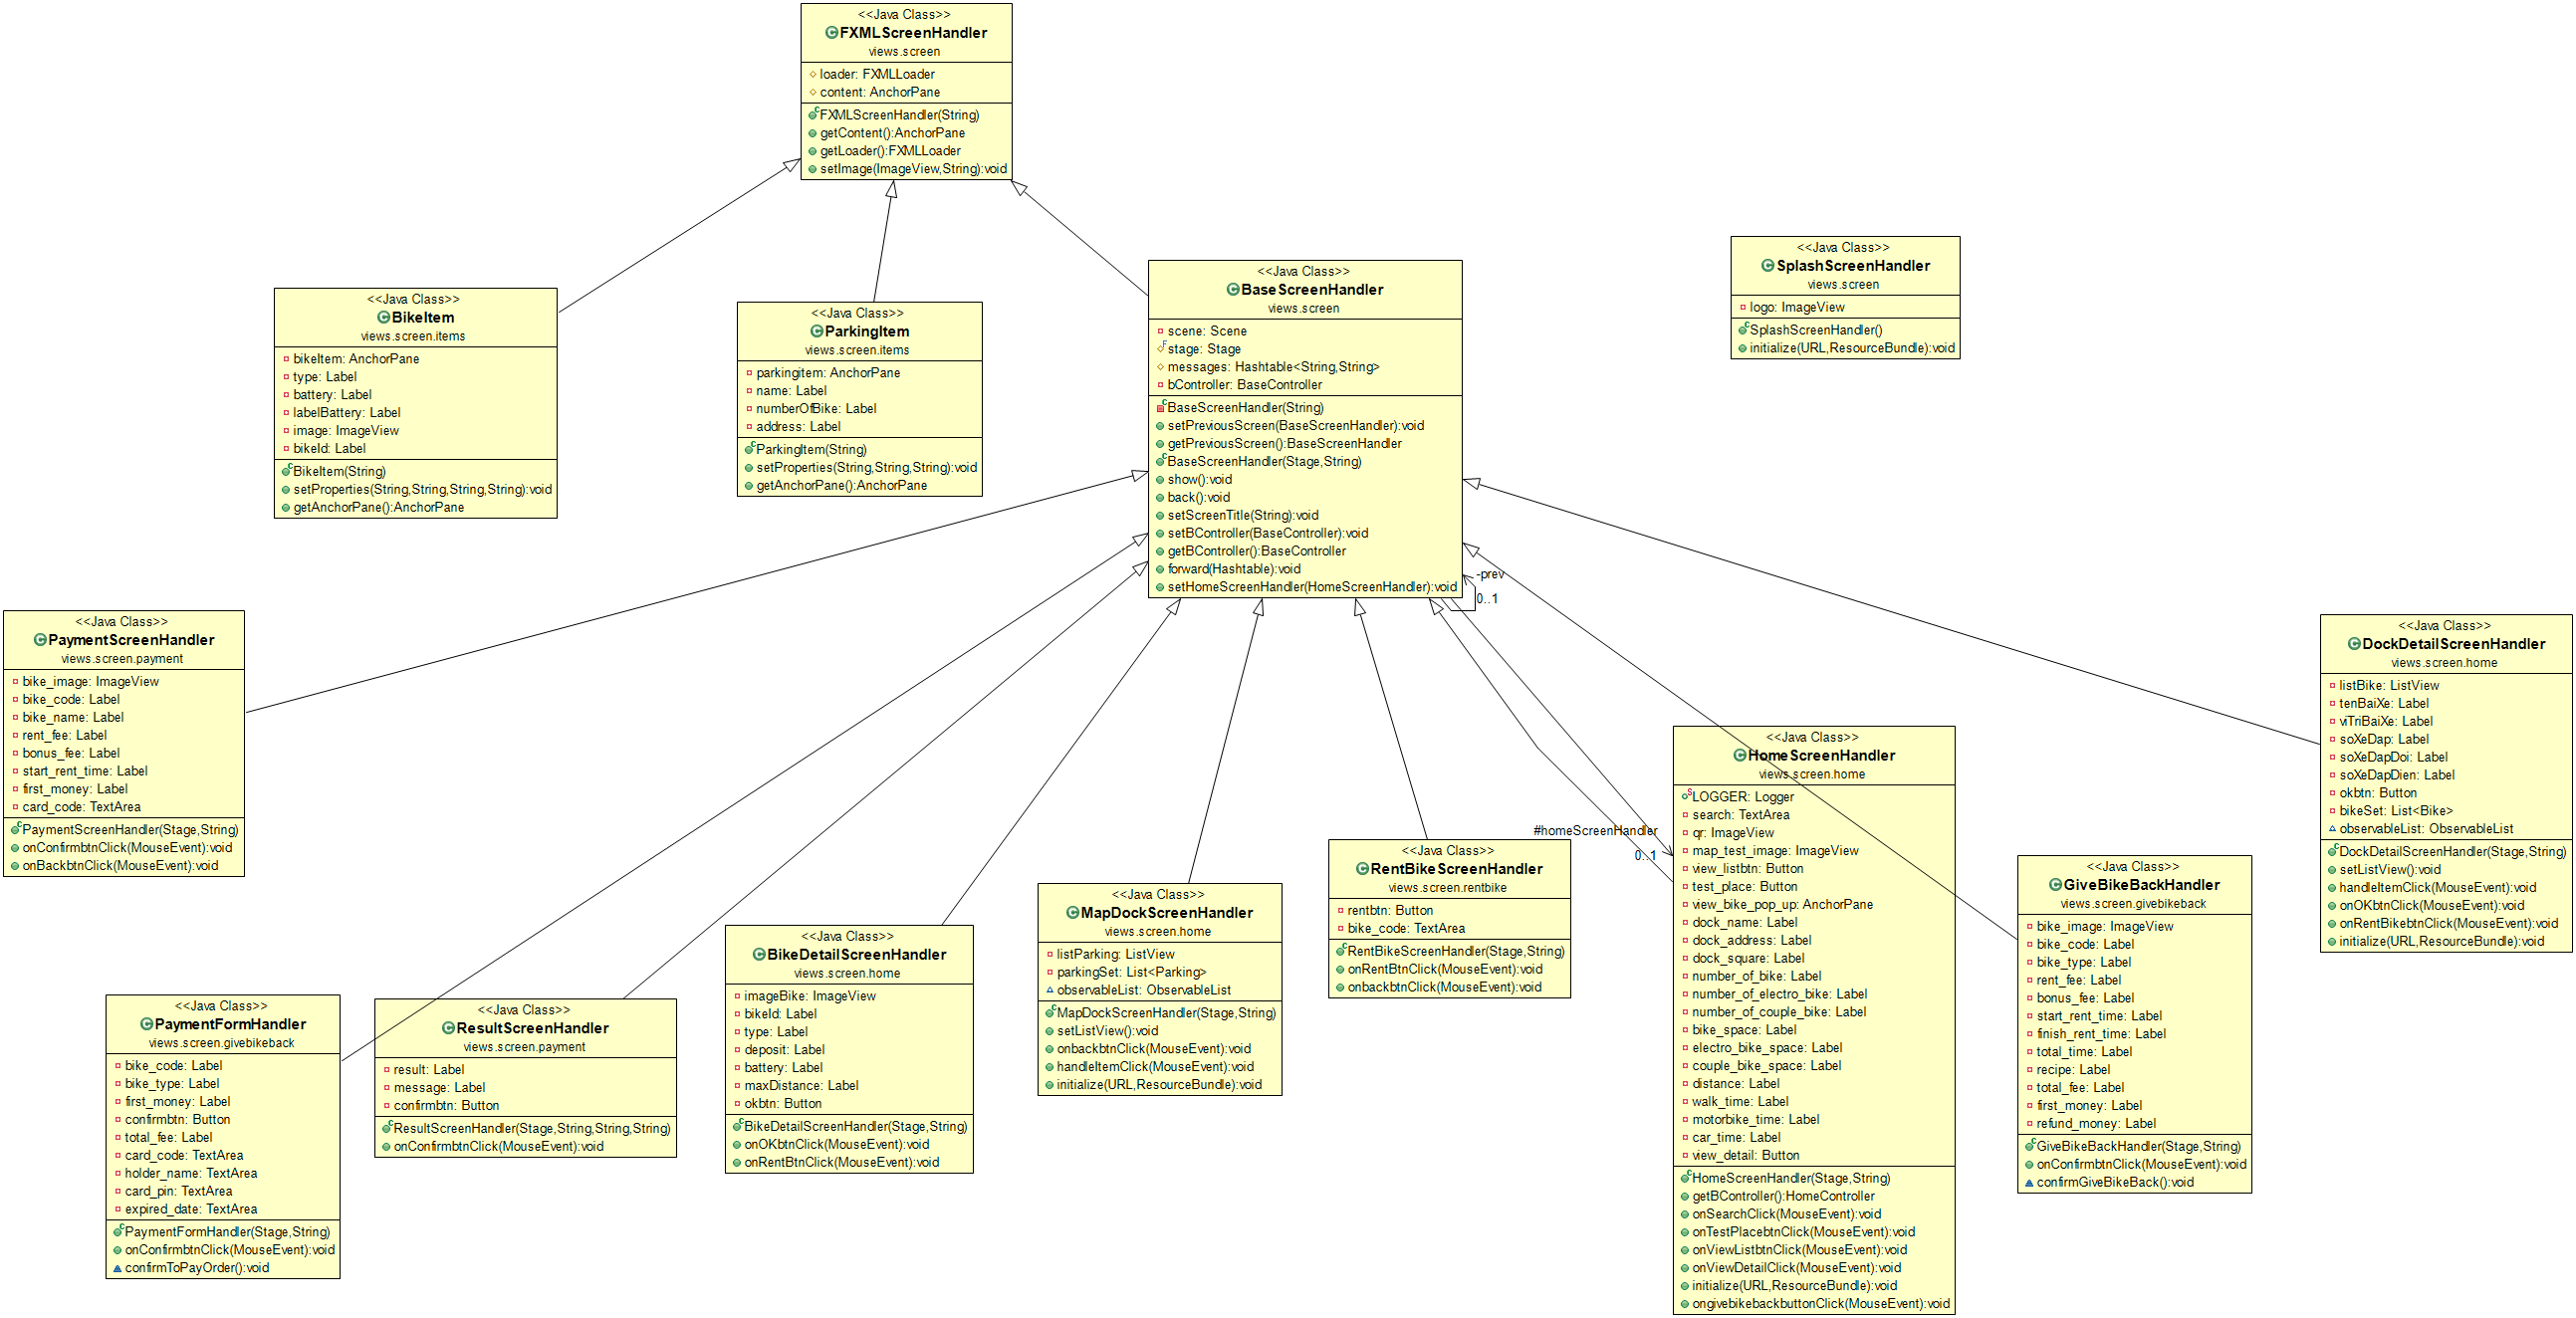 <<Java Class>>
FXMLScreenHandler
views.screen
loader: FXMLLoader
content: AnchorPane
FXMLScreenHandler(String)
getContent():AnchorPane
getLoader():FXMLLoader
setImage(ImageView,String):void
<<Java Class>>
SplashScreenHandler
views.screen
logo: ImageView
SplashScreenHandler()
initialize(URL,ResourceBundle):void
<<Java Class>>
BaseScreenHandler
views.screen
scene: Scene
stage: Stage
messages: Hashtable<String,String>
bController: BaseController
BaseScreenHandler(String)
setPreviousScreen(BaseScreenHandler):void
getPreviousScreen():BaseScreenHandler
BaseScreenHandler(Stage,String)
show():void
back():void
setScreenTitle(String):void
setBController(BaseController):void
getBController():BaseController
forward(Hashtable):void
setHomeScreenHandler(HomeScreenHandler):void
-prev
0..1
<<Java Class>>
BikeItem
views.screen.items
bikeItem: AnchorPane
type: Label
battery: Label
labelBattery: Label
image: ImageView
bikeId: Label
BikeItem(String)
setProperties(String,String,String,String):void
getAnchorPane():AnchorPane
<<Java Class>>
ParkingItem
views.screen.items
parkingitem: AnchorPane
name: Label
numberOfBike: Label
address: Label
ParkingItem(String)
setProperties(String,String,String):void
getAnchorPane():AnchorPane
<<Java Class>>
PaymentScreenHandler
views.screen.payment
bike_image: ImageView
bike_code: Label
bike_name: Label
rent_fee: Label
bonus_fee: Label
start_rent_time: Label
first_money: Label
card_code: TextArea
PaymentScreenHandler(Stage,String)
onConfirmbtnClick(MouseEvent):void
onBackbtnClick(MouseEvent):void
<<Java Class>>
DockDetailScreenHandler
views.screen.home
listBike: ListView
tenBaiXe: Label
viTriBaiXe: Label
soXeDap: Label
soXeDapDoi: Label
soXeDapDien: Label
okbtn: Button
bikeSet: List<Bike>
observableList: ObservableList
DockDetailScreenHandler(Stage,String)
setListView():void
handleItemClick(MouseEvent):void
onOKbtnClick(MouseEvent):void
onRentBikebtnClick(MouseEvent):void
initialize(URL,ResourceBundle):void
<<Java Class>>
HomeScreenHandler
views.screen.home
LOGGER: Logger
search: TextArea
qr: ImageView
map_test_image: ImageView
view_listbtn: Button
test_place: Button
view_bike_pop_up: AnchorPane
dock_name: Label
dock_address: Label
dock_square: Label
number_of_bike: Label
number_of_electro_bike: Label
number_of_couple_bike: Label
bike_space: Label
electro_bike_space: Label
couple_bike_space: Label
distance: Label
walk_time: Label
motorbike_time: Label
car_time: Label
view_detail: Button
HomeScreenHandler(Stage,String)
getBController():HomeController
onSearchClick(MouseEvent):void
onTestPlacebtnClick(MouseEvent):void
onViewListbtnClick(MouseEvent):void
onViewDetailClick(MouseEvent):void
initialize(URL,ResourceBundle):void
ongivebikebackbuttonClick(MouseEvent):void
#homeScreenHandler
0..1
<<Java Class>>
RentBikeScreenHandler
views.screen.rentbike
rentbtn: Button
bike_code: TextArea
RentBikeScreenHandler(Stage,String)
onRentBtnClick(MouseEvent):void
onbackbtnClick(MouseEvent):void
<<Java Class>>
GiveBikeBackHandler
views.screen.givebikeback
bike_image: ImageView
bike_code: Label
bike_type: Label
rent_fee: Label
bonus_fee: Label
start_rent_time: Label
finish_rent_time: Label
total_time: Label
recipe: Label
total_fee: Label
first_money: Label
refund_money: Label
GiveBikeBackHandler(Stage,String)
onConfirmbtnClick(MouseEvent):void
confirmGiveBikeBack():void
<<Java Class>>
MapDockScreenHandler
views.screen.home
listParking: ListView
parkingSet: List<Parking>
observableList: ObservableList
MapDockScreenHandler(Stage,String)
setListView():void
onbackbtnClick(MouseEvent):void
handleItemClick(MouseEvent):void
initialize(URL,ResourceBundle):void
<<Java Class>>
BikeDetailScreenHandler
views.screen.home
imageBike: ImageView
bikeId: Label
type: Label
deposit: Label
battery: Label
maxDistance: Label
okbtn: Button
BikeDetailScreenHandler(Stage,String)
onOKbtnClick(MouseEvent):void
onRentBtnClick(MouseEvent):void
<<Java Class>>
PaymentFormHandler
views.screen.givebikeback
bike_code: Label
bike_type: Label
first_money: Label
confirmbtn: Button
total_fee: Label
card_code: TextArea
holder_name: TextArea
card_pin: TextArea
expired_date: TextArea
PaymentFormHandler(Stage,String)
onConfirmbtnClick(MouseEvent):void
confirmToPayOrder():void
<<Java Class>>
ResultScreenHandler
views.screen.payment
result: Label
message: Label
confirmbtn: Button
ResultScreenHandler(Stage,String,String,String)
onConfirmbtnClick(MouseEvent):void